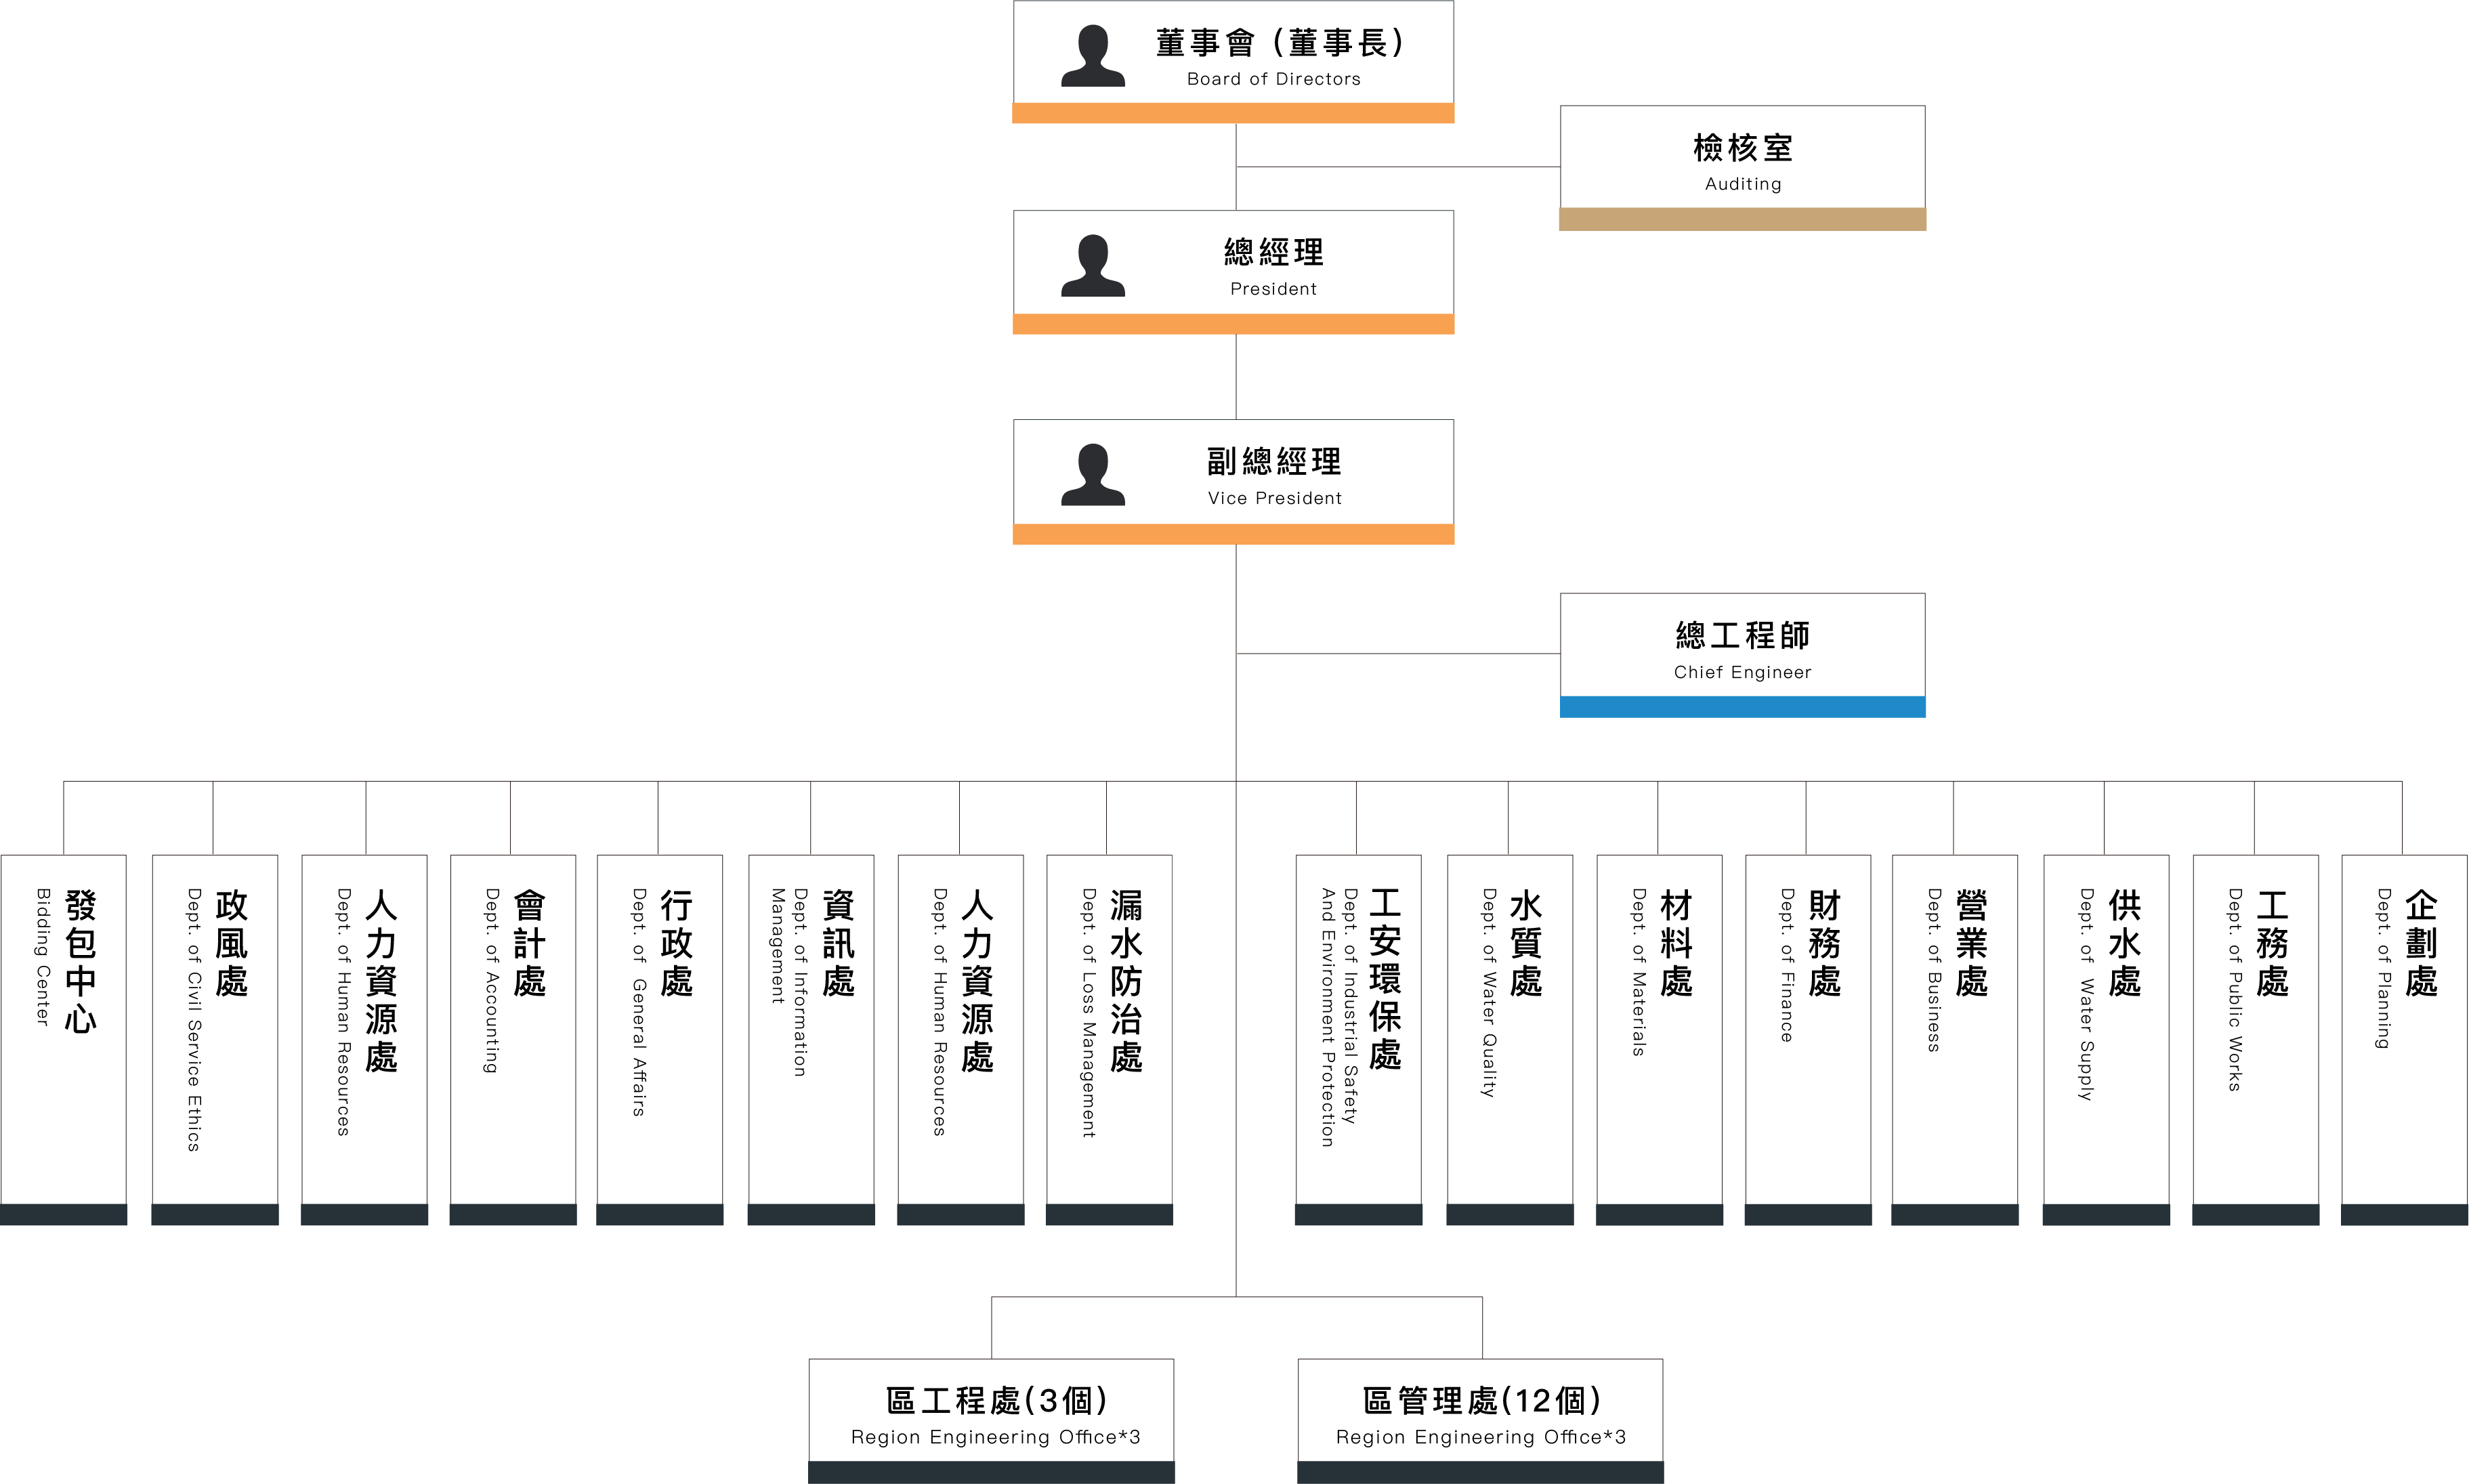 董事會 (董事長)
Board of Directors
檢核室
Auditing
總經理
President
副總經理
Vice President
總工程師
Chief Engineer
發包中心
Bidding Center
政風處
Dept. of Civil Service Ethics
人力資源處
Dept. of Human Resources
會計處
Dept. of Accounting
行政處
Dept. of General Affairs
資訊處
Dept. of Information
Management
人力資源處
Dept. of Human Resources
漏水防治處
Dept. of Loss Management
工安環保處
Dept. of Industrial Safety
And Environment Protection
水質處
Dept. of Water Quality
材料處
Dept. of Materials
財務處
Dept. of Finance
營業處
Dept. of Business
供水處
Dept. of Water Supply
工務處
Dept. of Public Works
企劃處
Dept. of Planning
區工程處(3個)
Region Engineering Office*3
區管理處(12個)
Region Engineering Office*3